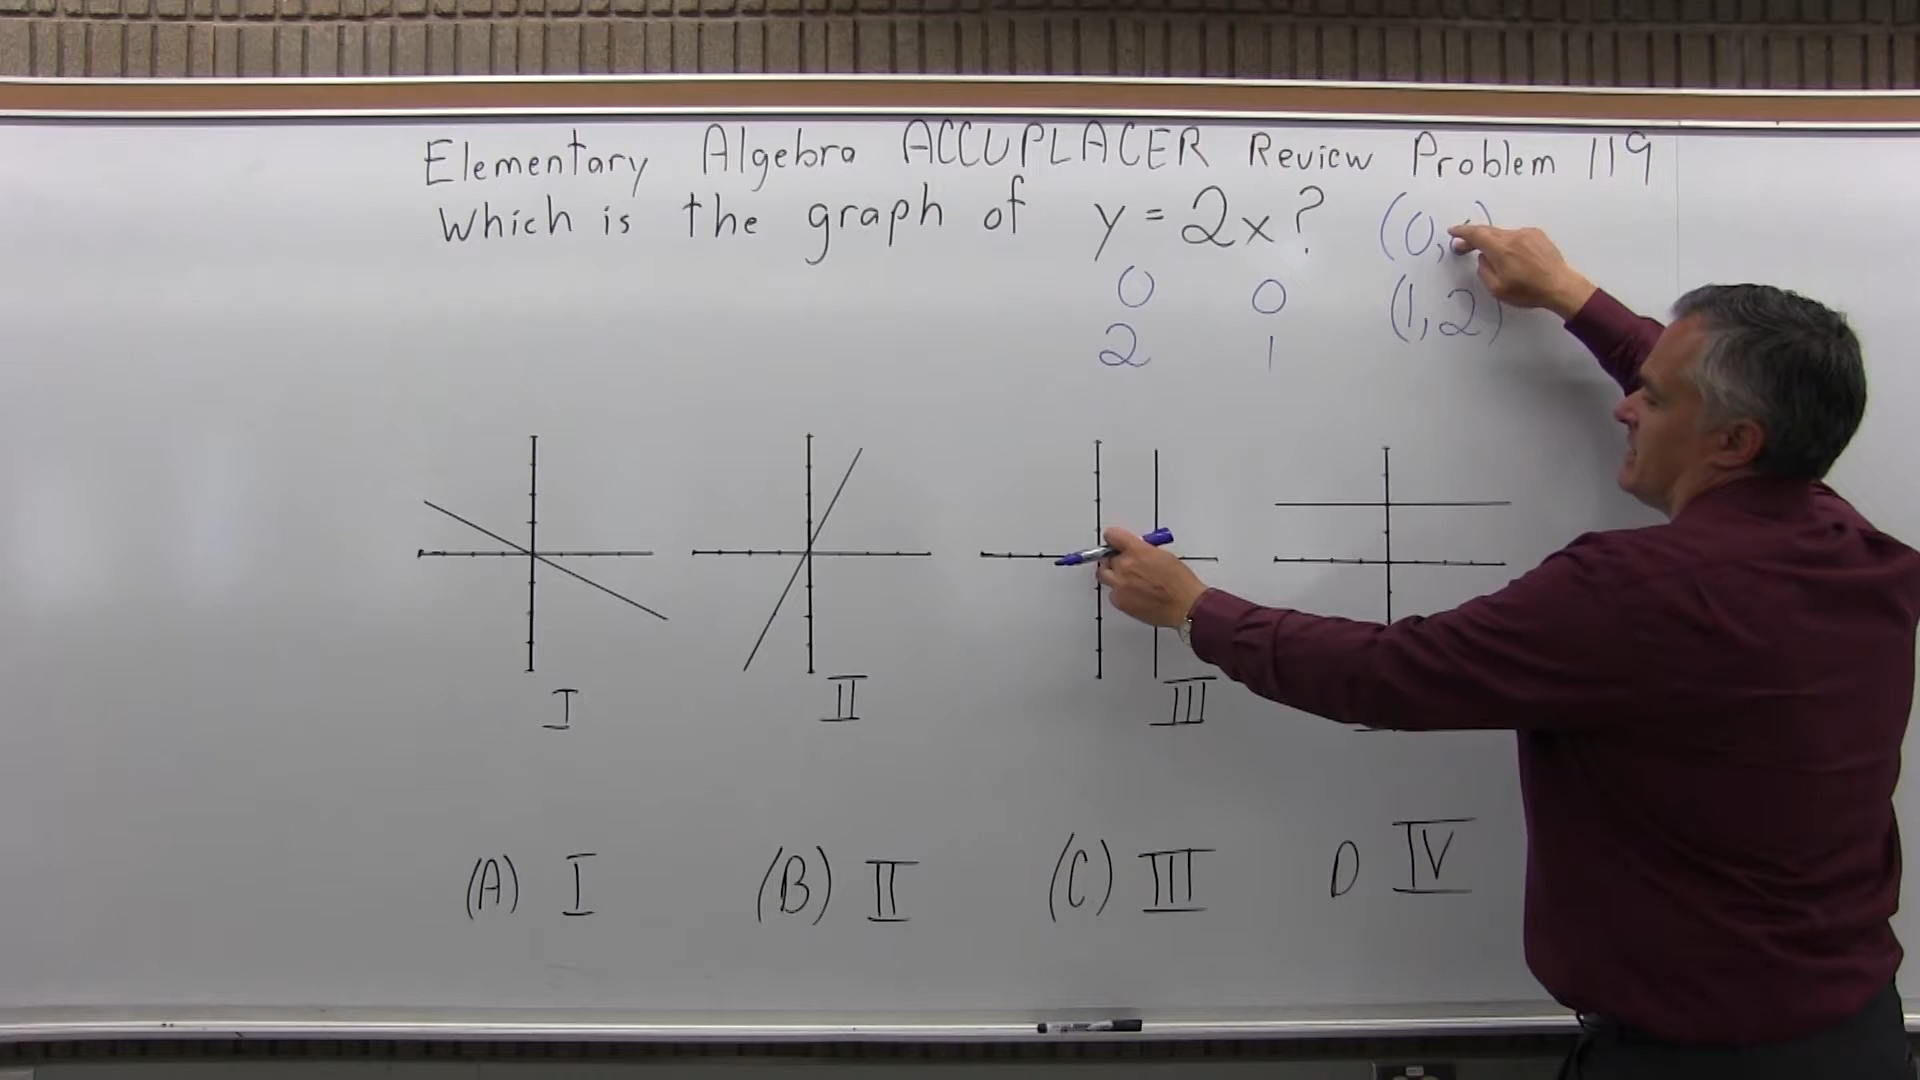 Elementary Algebra ACCUPLACER Review Problem 119
Which is the graph of y = 2x? (0,
0 0 (1,2)
2 1
I II III
(A) I (B) II (C) III D IV